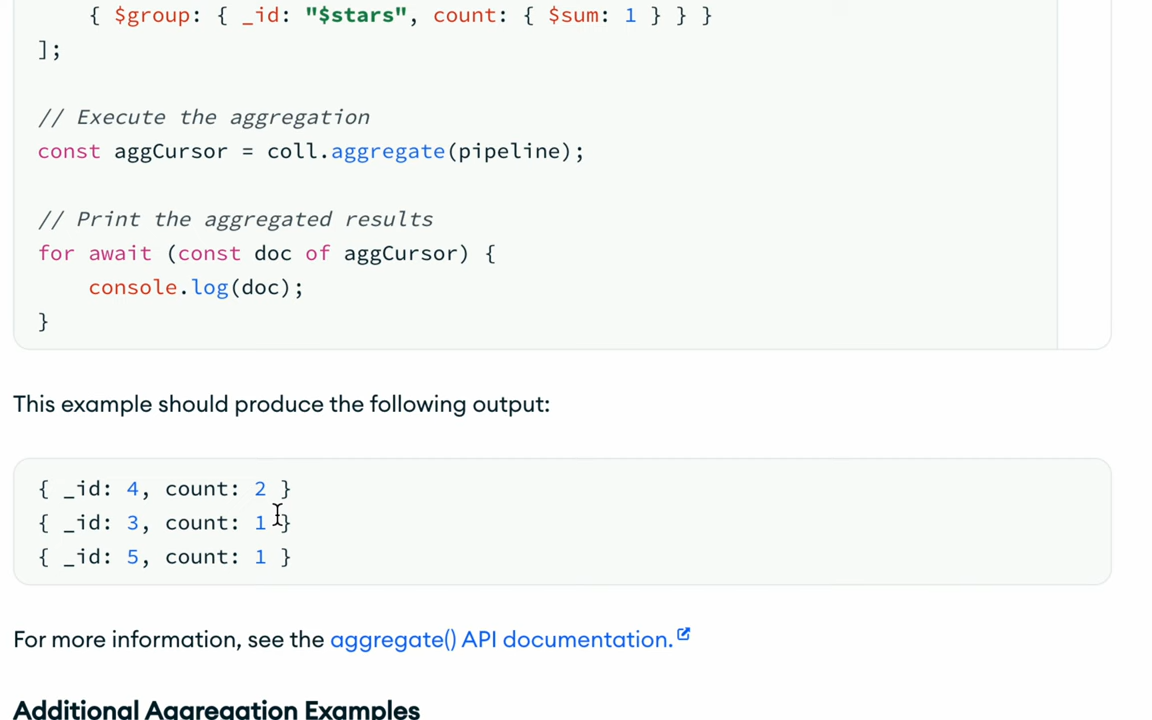 { $group: { _id: "$stars", count: { $sum: 1 } } }
];
// Execute the aggregation
const aggCursor = coll.aggregate(pipeline);
// Print the aggregated results
for await (const doc of aggCursor) {
console.log(doc);
}
This example should produce the following output:
{ _id: 4, count: 2 }
{ _id: 3, count: 1 }
{ _id: 5, count: 1 }
For more information, see the aggregate() API documentation.
Additional Aggregation Examples